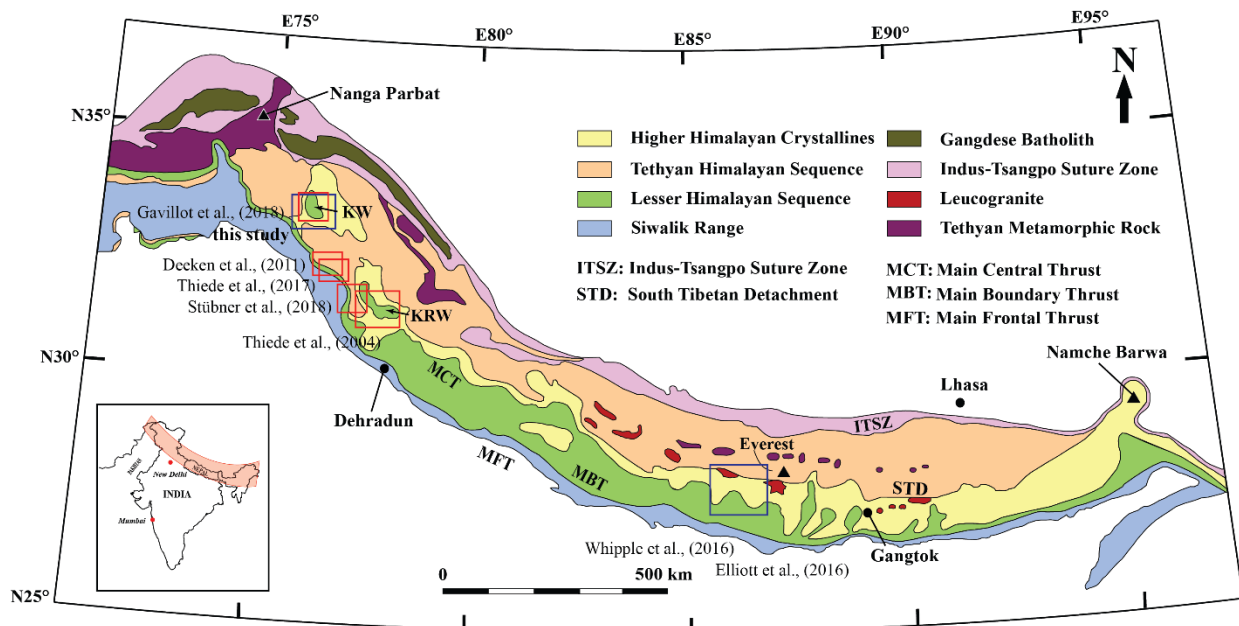 E75°
E80°
E85°
E90°
E95°
N
N35°
N30°
N25°
Nanga Parbat
Higher Himalayan Crystallines
Tethyan Himalayan Sequence
Lesser Himalayan Sequence
Siwalik Range
Gangdese Batholith
Indus-Tsangpo Suture Zone
Leucogranite
Tethyan Metamorphic Rock
ITSZ: Indus-Tsangpo Suture Zone
STD: South Tibetan Detachment
MCT: Main Central Thrust
MBT: Main Boundary Thrust
MFT: Main Frontal Thrust
Gavillot et al., (2018)
KW
this study
Deeken et al., (2011)
Thiede et al., (2017)
Stübner et al., (2018)
KRW
Thiede et al., (2004)
MCT
Dehradun
MFT
MBT
Everest
ITSZ
Lhasa
Namche Barwa
STD
Gangtok
Whipple et al., (2016)
Elliott et al., (2016)
0
500 km
New Delhi
NEPAL
INDIA
Mumbai